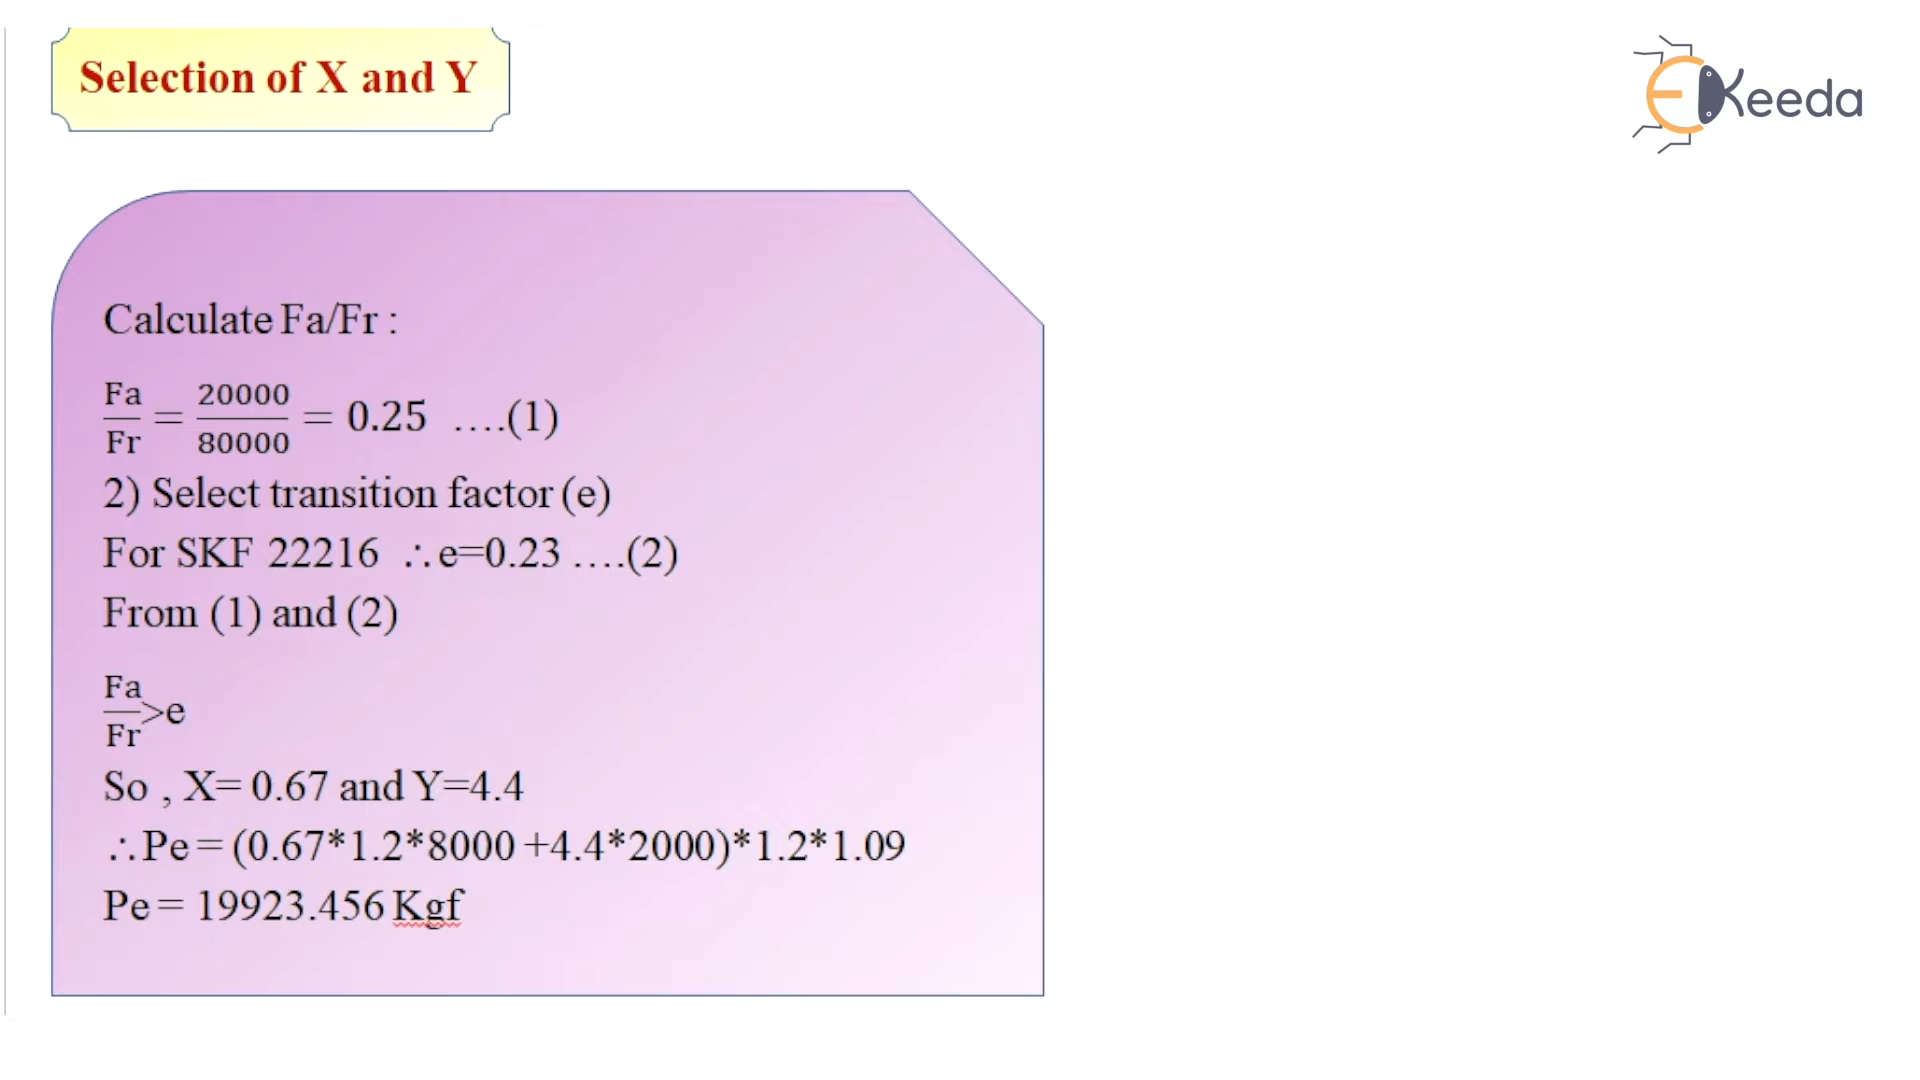 Selection of X and Y
EKeeda
Calculate Fa/Fr :
Fa/Fr = 20000/80000 = 0.25 ....(1)
2) Select transition factor (e)
For SKF 22216 ∴e=0.23 ....(2)
From (1) and (2)
Fa/Fr>e
So , X= 0.67 and Y=4.4
∴Pe = (0.67*1.2*8000 +4.4*2000)*1.2*1.09
Pe = 19923.456 Kgf